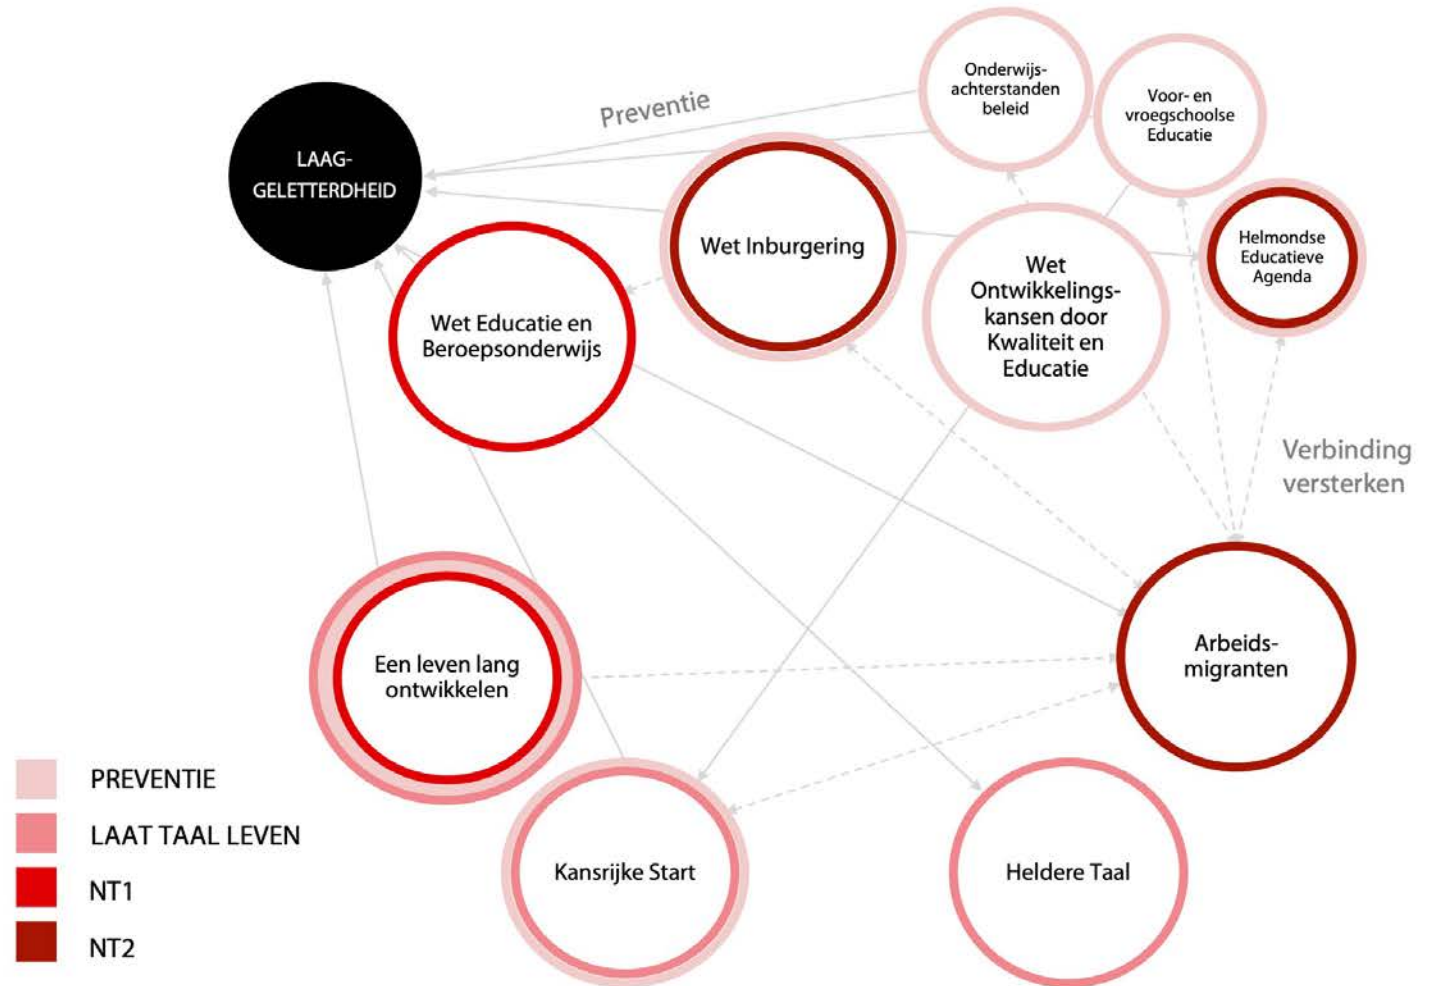 Onderwijs-
achterstanden
beleid
Voor- en
vroegschoolse
Educatie
Preventie
LAAG-
GELETTERDHEID
Wet Inburgering
Helmondse
Educatieve
Agenda
Wet
Ontwikkelings-
kansen door
Kwaliteit en
Educatie
Wet Educatie en
Beroepsonderwijs
Verbinding
versterken
Arbeids-
migranten
Een leven lang
ontwikkelen
Kansrijke Start
Heldere Taal
PREVENTIE
LAAT TAAL LEVEN
NT1
NT2